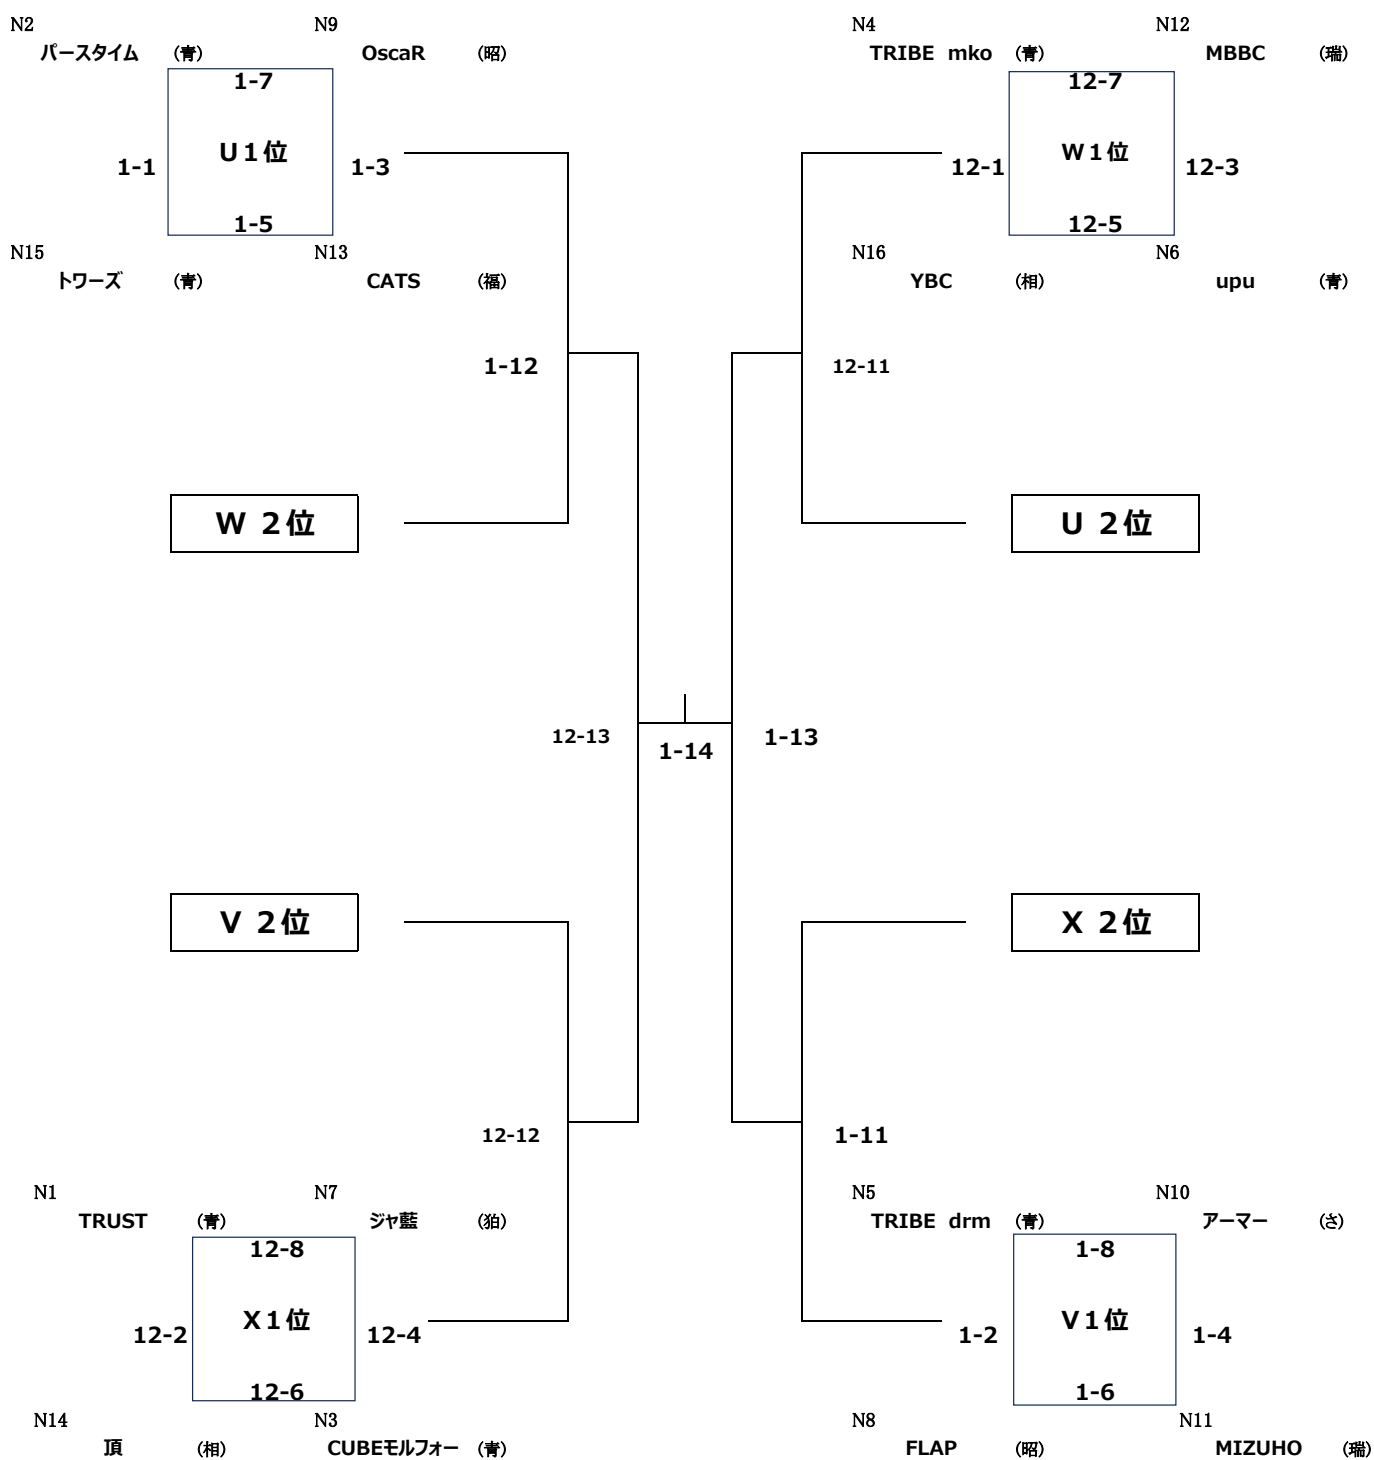 N2 N9 N4 N12
パースタイム (青) OscaR (昭) TRIBE mko (青) MBBC (瑞)
1-7 12-7
U1位 W1位
1-1 1-3 12-1 12-3
1-5 12-5
N15 N13 N16 N6
トワーズ (青) CATS (福) YBC (相) upu (青)
1-12 12-11
W 2位 U 2位
12-13 1-14 1-13
V 2位 X 2位
12-12 1-11
N1 N7 N5 N10
TRUST (青) ジャ藍 (狛) TRIBE drm (青) アーマー (さ)
12-8 1-8
X1位 V1位
12-2 12-4 1-2 1-4
12-6 1-6
N14 N3 N8 N11
頂 (相) CUBEモルフォー (青) FLAP (昭) MIZUHO (瑞)